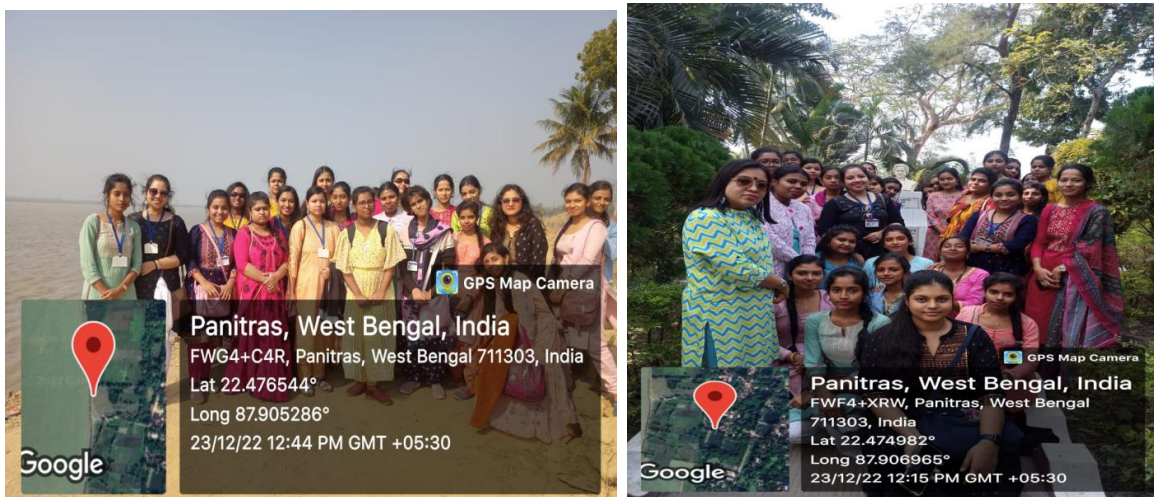 GPS Map Camera
Panitras, West Bengal, India
FWG4+C4R, Panitras, West Bengal 711303, India
Lat 22.476544°
Long 87.905286°
23/12/22 12:44 PM GMT +05:30
Google
GPS Map Camera
Panitras, West Bengal, India
FWF4+XRW, Panitras, West Bengal
711303, India
Lat 22.474982°
Long 87.906965°
23/12/22 12:15 PM GMT +05:30
Google